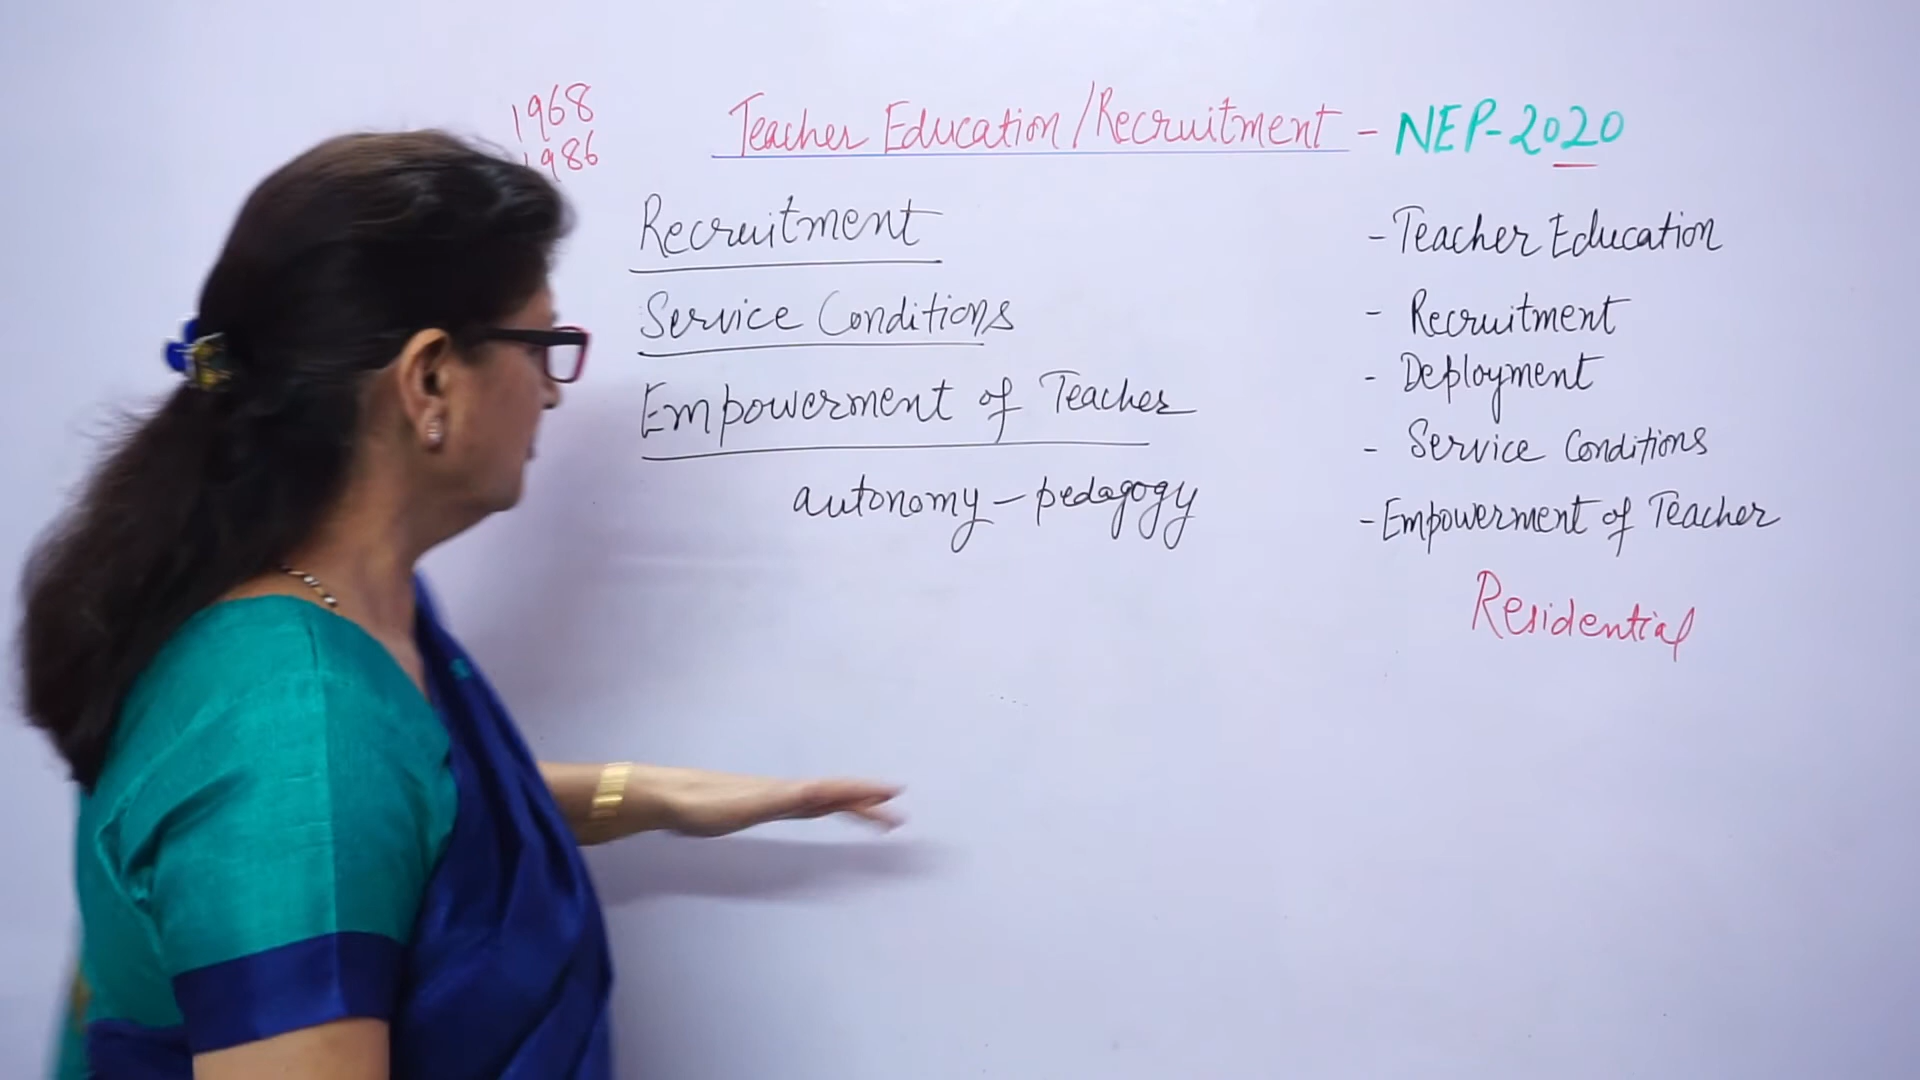 1968
1986
Teacher Education/Recruitment - NEP-2020
Recruitment
Service Conditions
Empowerment of Teacher
autonomy - pedagogy
- Teacher Education
- Recruitment
- Deployment
- Service Conditions
- Empowerment of Teacher
Residential